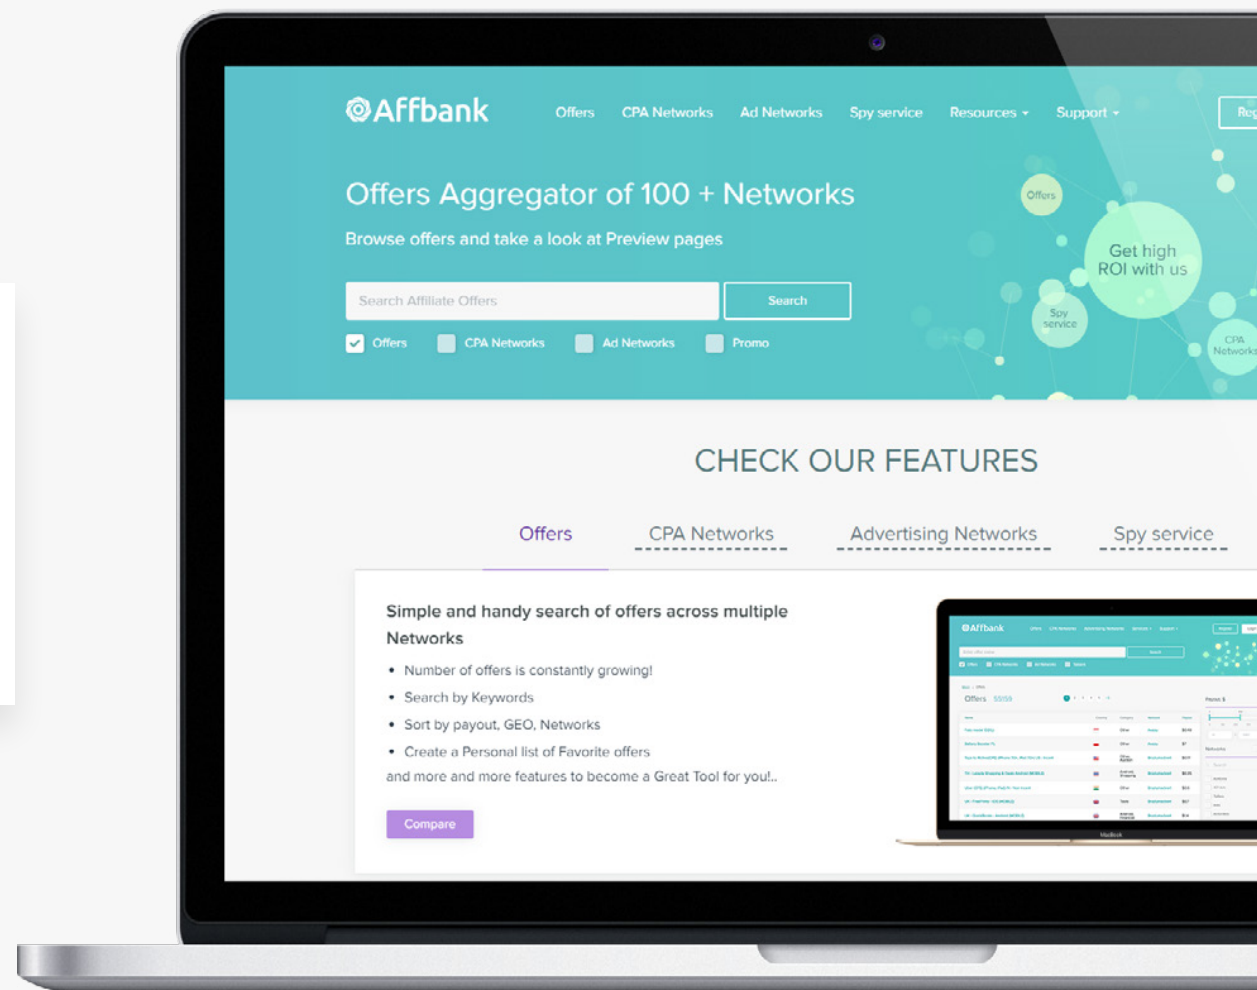 Affbank
Offers CPA Networks Ad Networks Spy service Resources Support
Offers Aggregator of 100 + Networks
Browse offers and take a look at Preview pages
Search Affiliate Offers Search
Offers CPA Networks Ad Networks Promo
Offers
Get high
ROI with us
Spy
service
CPA
Networks
CHECK OUR FEATURES
Offers CPA Networks Advertising Networks Spy service
Simple and handy search of offers across multiple
Networks
• Number of offers is constantly growing!
• Search by Keywords
• Sort by payout, GEO, Networks
• Create a Personal list of Favorite offers
and more and more features to become a Great Tool for you!..
Compare
Affbank
Offers
MacBook